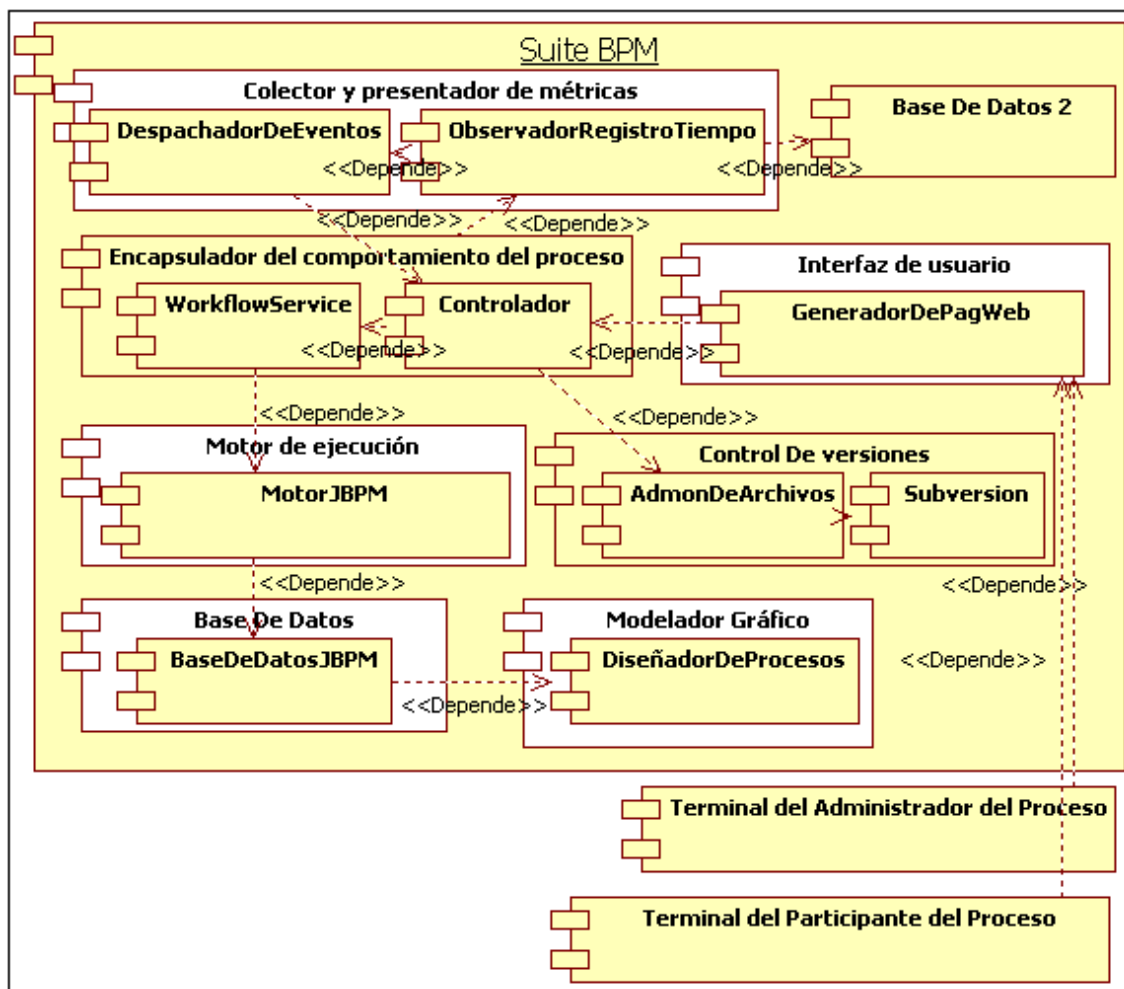 Suite BPM
Colector y presentador de métricas
Base De Datos 2
DespachadorDeEventos
ObservadorRegistroTiempo
<<Depende>>
<<Depende>>
<<Depende>>
<<Depende>>
Encapsulador del comportamiento del proceso
Interfaz de usuario
WorkflowService
Controlador
GeneradorDePagWeb
<<Depende>>
<<Depende>>
<<Depende>>
<<Depende>>
Motor de ejecución
Control De versiones
MotorJBPM
AdmonDeArchivos
Subversion
<<Depende>>
<<Depende>>
Base De Datos
Modelador Gráfico
BaseDeDatosJBPM
DiseñadorDeProcesos
<<Depende>>
<<Depende>>
Terminal del Administrador del Proceso
Terminal del Participante del Proceso